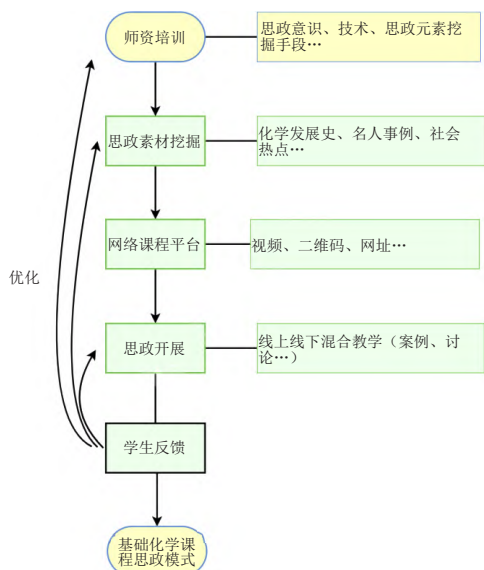 师资培训
思政意识、技术、思政元素挖
掘手段…
思政素材挖掘
化学发展史、名人事例、社会
热点…
网络课程平台
视频、二维码、网址…
优化
思政开展
线上线下混合教学（案例、讨
论…）
学生反馈
基础化学课
程思政模式